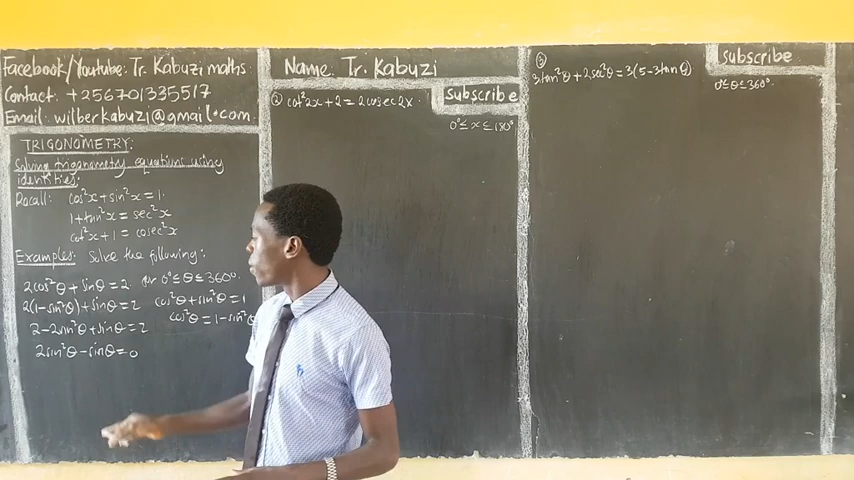 Facebook/Youtube: Tr. Kabuzi maths
Contact: +256701335517
Email: wilberkabuzi@gmail.com
TRIGONOMETRY:
Solving trigonometry equations using
identities:
Recall: cos²x + sin²x = 1
1 + tan²x = sec²x
cot²x + 1 = cosec²x
Examples: Solve the following:
2cos²θ + sinθ = 2 for 0° ≤ θ ≤ 360°
2(1 - sin²θ) + sinθ = 2 cos²θ + sin²θ = 1
2 - 2sin²θ + sinθ = 2 cos²θ = 1 - sin²θ
2sin²θ - sinθ = 0
Name: Tr. Kabuzi
② cot²2x + 2 = 2cosec2x
subscribe
0° ≤ x ≤ 180°
③
3tan²θ + 2sec²θ = 3(5 - 3tanθ)
subscribe
0° ≤ θ ≤ 360°